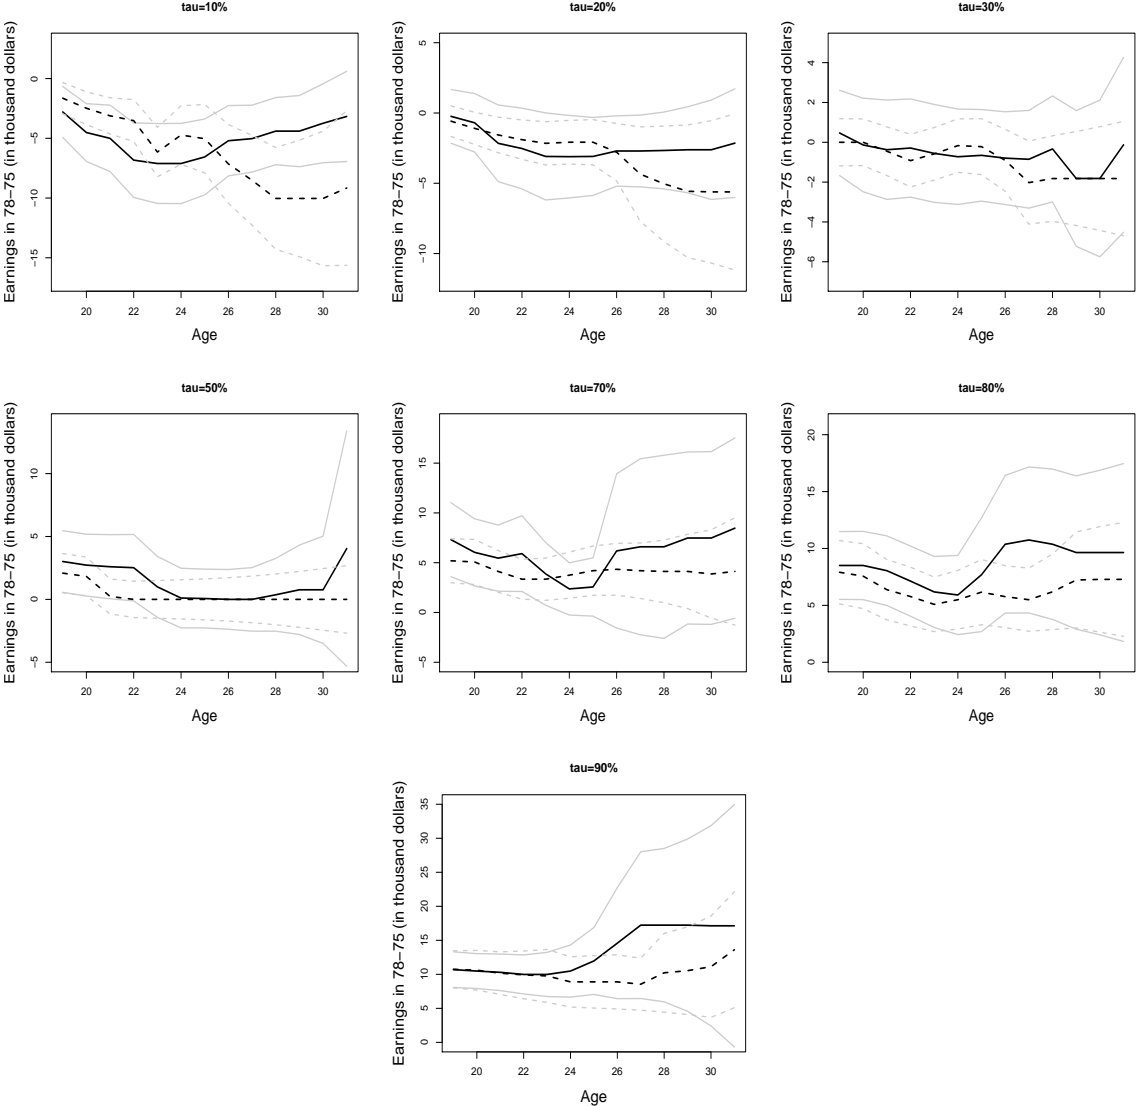 tau=10%
Earnings in 78−75 (in thousand dollars)
0
−5
−10
−15
20 22 24 26 28 30
Age
tau=20%
Earnings in 78−75 (in thousand dollars)
5
0
−5
−10
20 22 24 26 28 30
Age
tau=30%
Earnings in 78−75 (in thousand dollars)
4
2
0
−2
−4
−6
20 22 24 26 28 30
Age
tau=50%
Earnings in 78−75 (in thousand dollars)
10
5
0
−5
20 22 24 26 28 30
Age
tau=70%
Earnings in 78−75 (in thousand dollars)
15
10
5
0
−5
20 22 24 26 28 30
Age
tau=80%
Earnings in 78−75 (in thousand dollars)
20
15
10
5
0
20 22 24 26 28 30
Age
tau=90%
Earnings in 78−75 (in thousand dollars)
35
30
25
20
15
10
5
0
20 22 24 26 28 30
Age